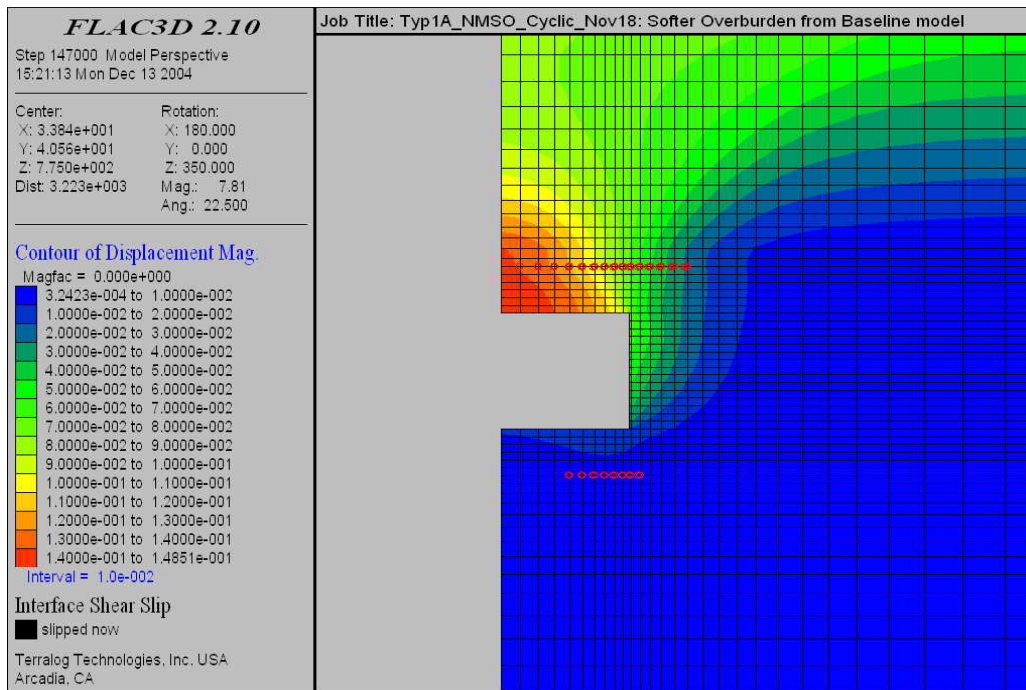 FLAC3D 2.10
Step 147000 Model Perspective
15:21:13 Mon Dec 13 2004
Center:
X: 3.384e+001
Y: 4.056e+001
Z: 7.750e+002
Dist: 3.223e+003
Rotation:
X: 180.000
Y: 0.000
Z: 350.000
Mag.: 7.81
Ang.: 22.500
Contour of Displacement Mag.
Magfac = 0.000e+000
3.2423e-004 to 1.0000e-002
1.0000e-002 to 2.0000e-002
2.0000e-002 to 3.0000e-002
3.0000e-002 to 4.0000e-002
4.0000e-002 to 5.0000e-002
5.0000e-002 to 6.0000e-002
6.0000e-002 to 7.0000e-002
7.0000e-002 to 8.0000e-002
8.0000e-002 to 9.0000e-002
9.0000e-002 to 1.0000e-001
1.0000e-001 to 1.1000e-001
1.1000e-001 to 1.2000e-001
1.2000e-001 to 1.3000e-001
1.3000e-001 to 1.4000e-001
1.4000e-001 to 1.4851e-001
Interval = 1.0e-002
Interface Shear Slip
slipped now
Terralog Technologies, Inc. USA
Arcadia, CA
Job Title: Typ1A_NMSO_Cyclic_Nov18: Softer Overburden from Baseline model